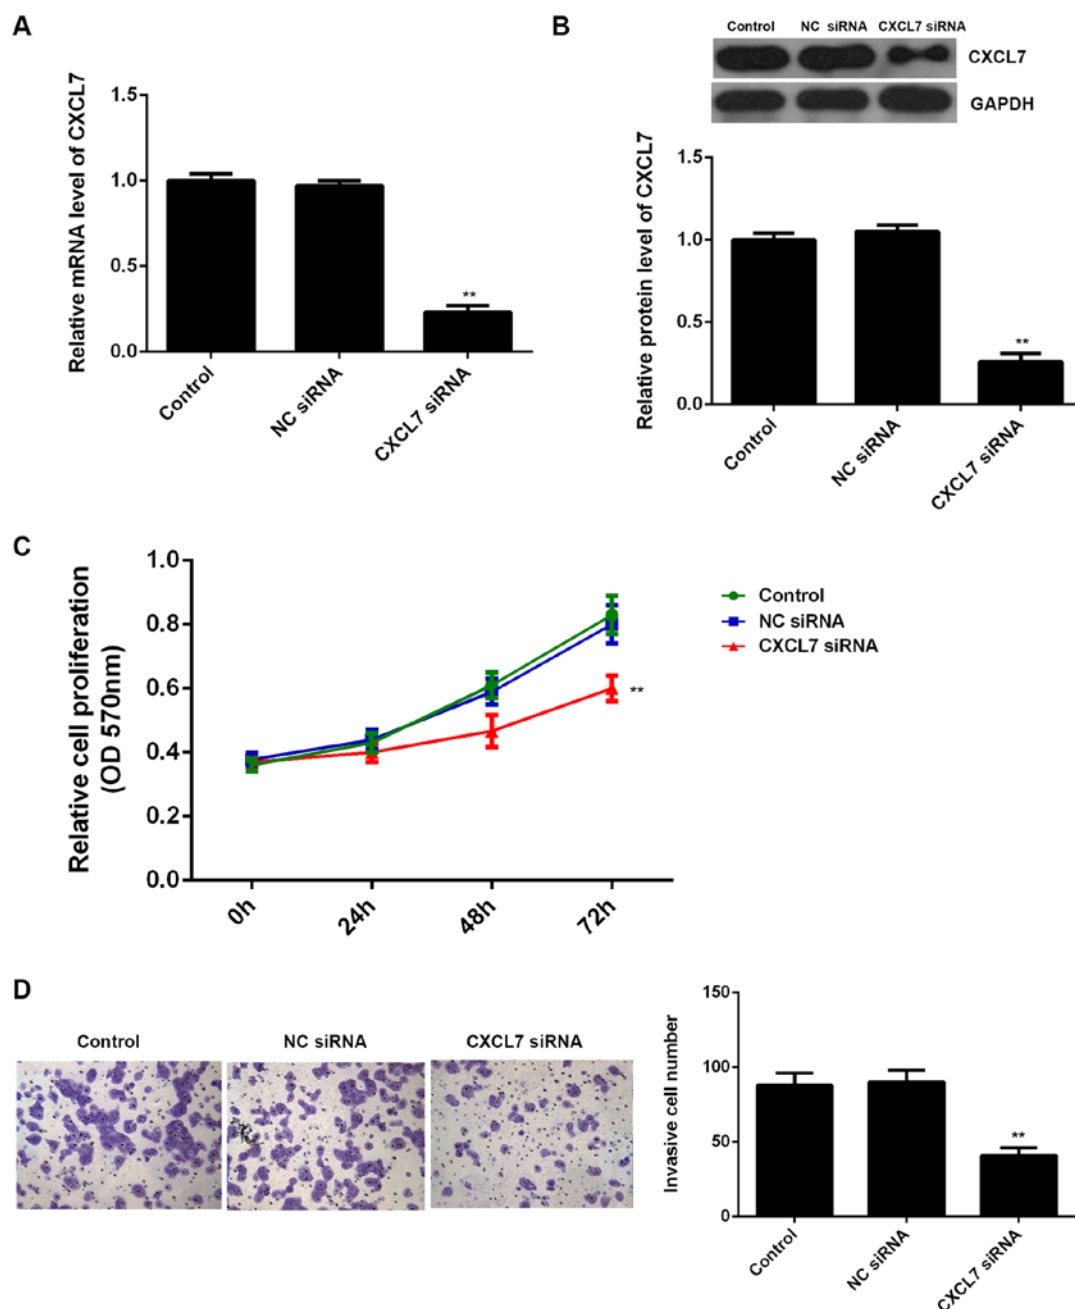 A
Relative mRNA level of CXCL7
1.5
1.0
0.5
0.0
**
Control
NC siRNA
CXCL7 siRNA
B
Control NC siRNA CXCL7 siRNA
CXCL7
GAPDH
Relative protein level of CXCL7
1.5
1.0
0.5
0.0
**
Control
NC siRNA
CXCL7 siRNA
C
Relative cell proliferation
(OD 570nm)
1.0
0.8
0.6
0.4
0.2
0.0
0h
24h
48h
72h
**
Control
NC siRNA
CXCL7 siRNA
D
Control NC siRNA CXCL7 siRNA
Invasive cell number
150
100
50
0
**
Control
NC siRNA
CXCL7 siRNA